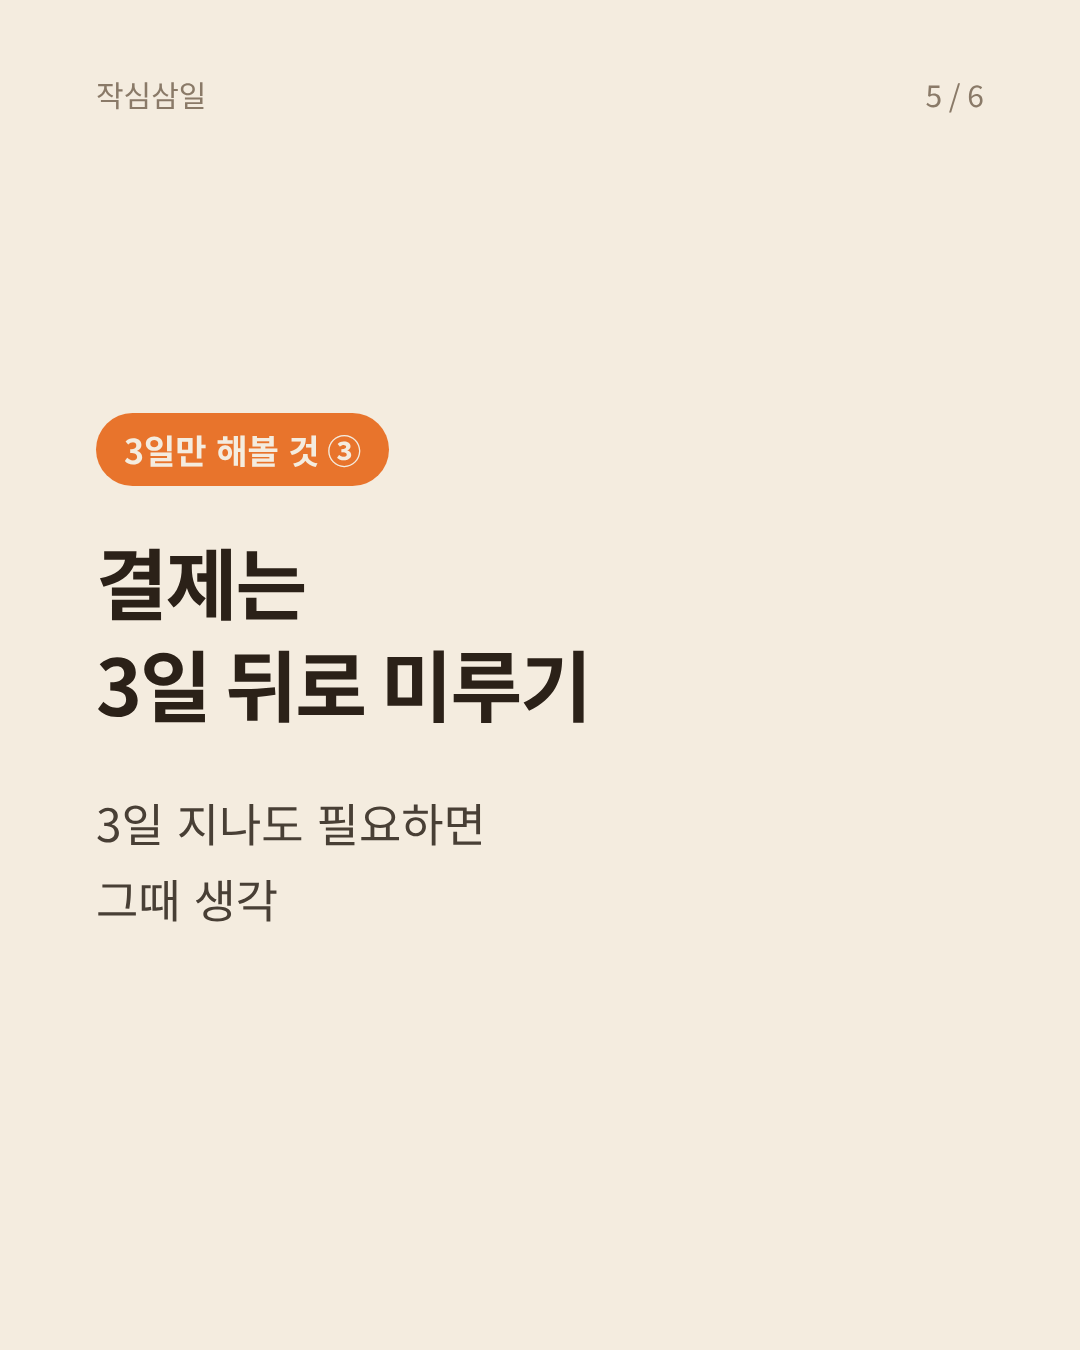 작심삼일
5 / 6
3일만 해볼 것 ③
결제는
3일 뒤로 미루기
3일 지나도 필요하면
그때 생각